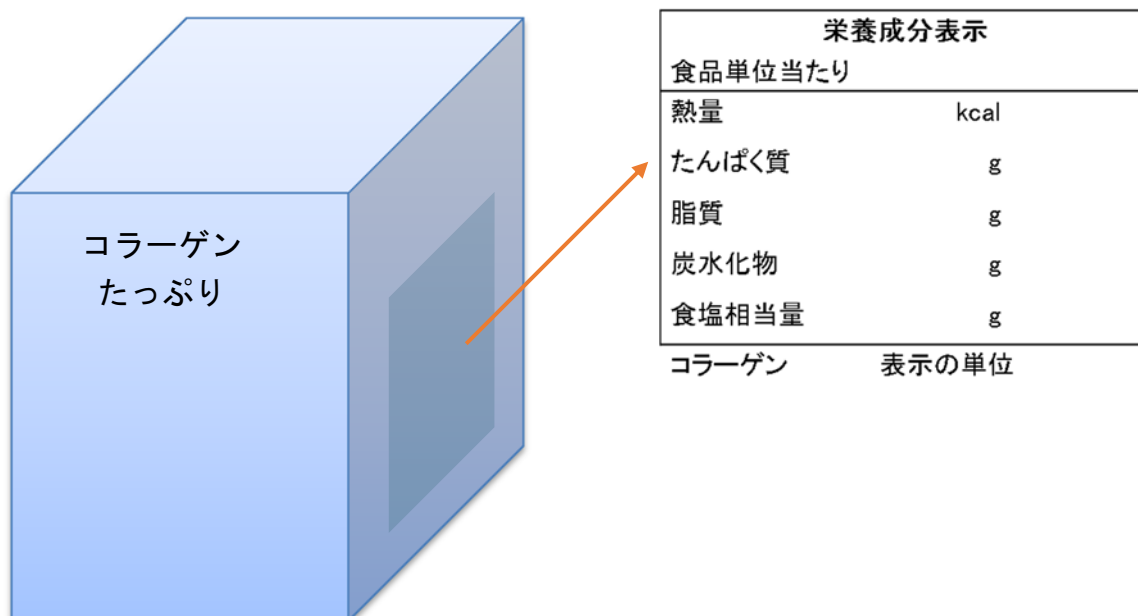 コラーゲン
たっぷり
栄養成分表示
食品単位当たり
熱量 kcal
たんぱく質 g
脂質 g
炭水化物 g
食塩相当量 g
コラーゲン 表示の単位